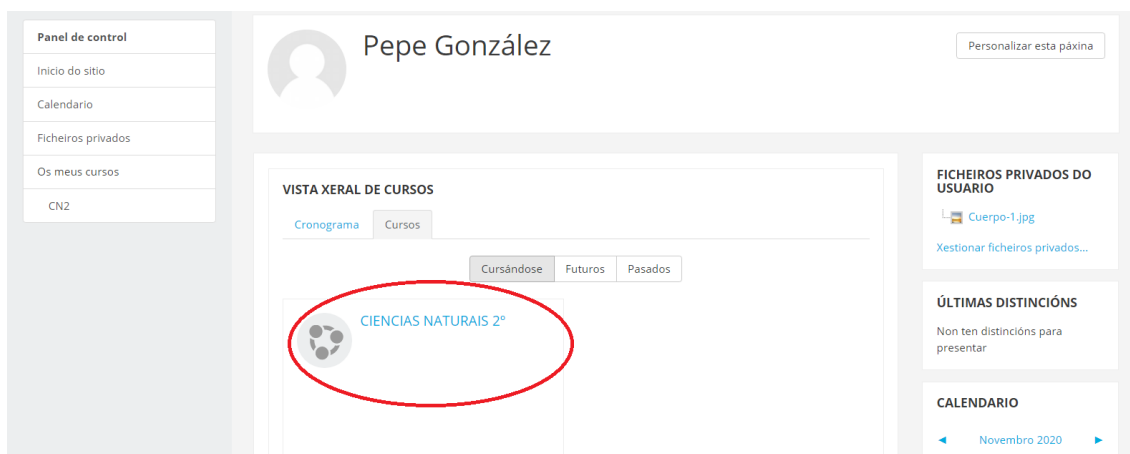 Panel de control
Inicio do sitio
Calendario
Ficheiros privados
Os meus cursos
CN2
Pepe González
Personalizar esta páxina
VISTA XERAL DE CURSOS
Cronograma
Cursos
Cursándose
Futuros
Pasados
CIENCIAS NATURAIS 2º
FICHEIROS PRIVADOS DO
USUARIO
Cuerpo-1.jpg
Xestionar ficheiros privados...
ÚLTIMAS DISTINCIÓNS
Non ten distincións para
presentar
CALENDARIO
◄ Novembro 2020 ►